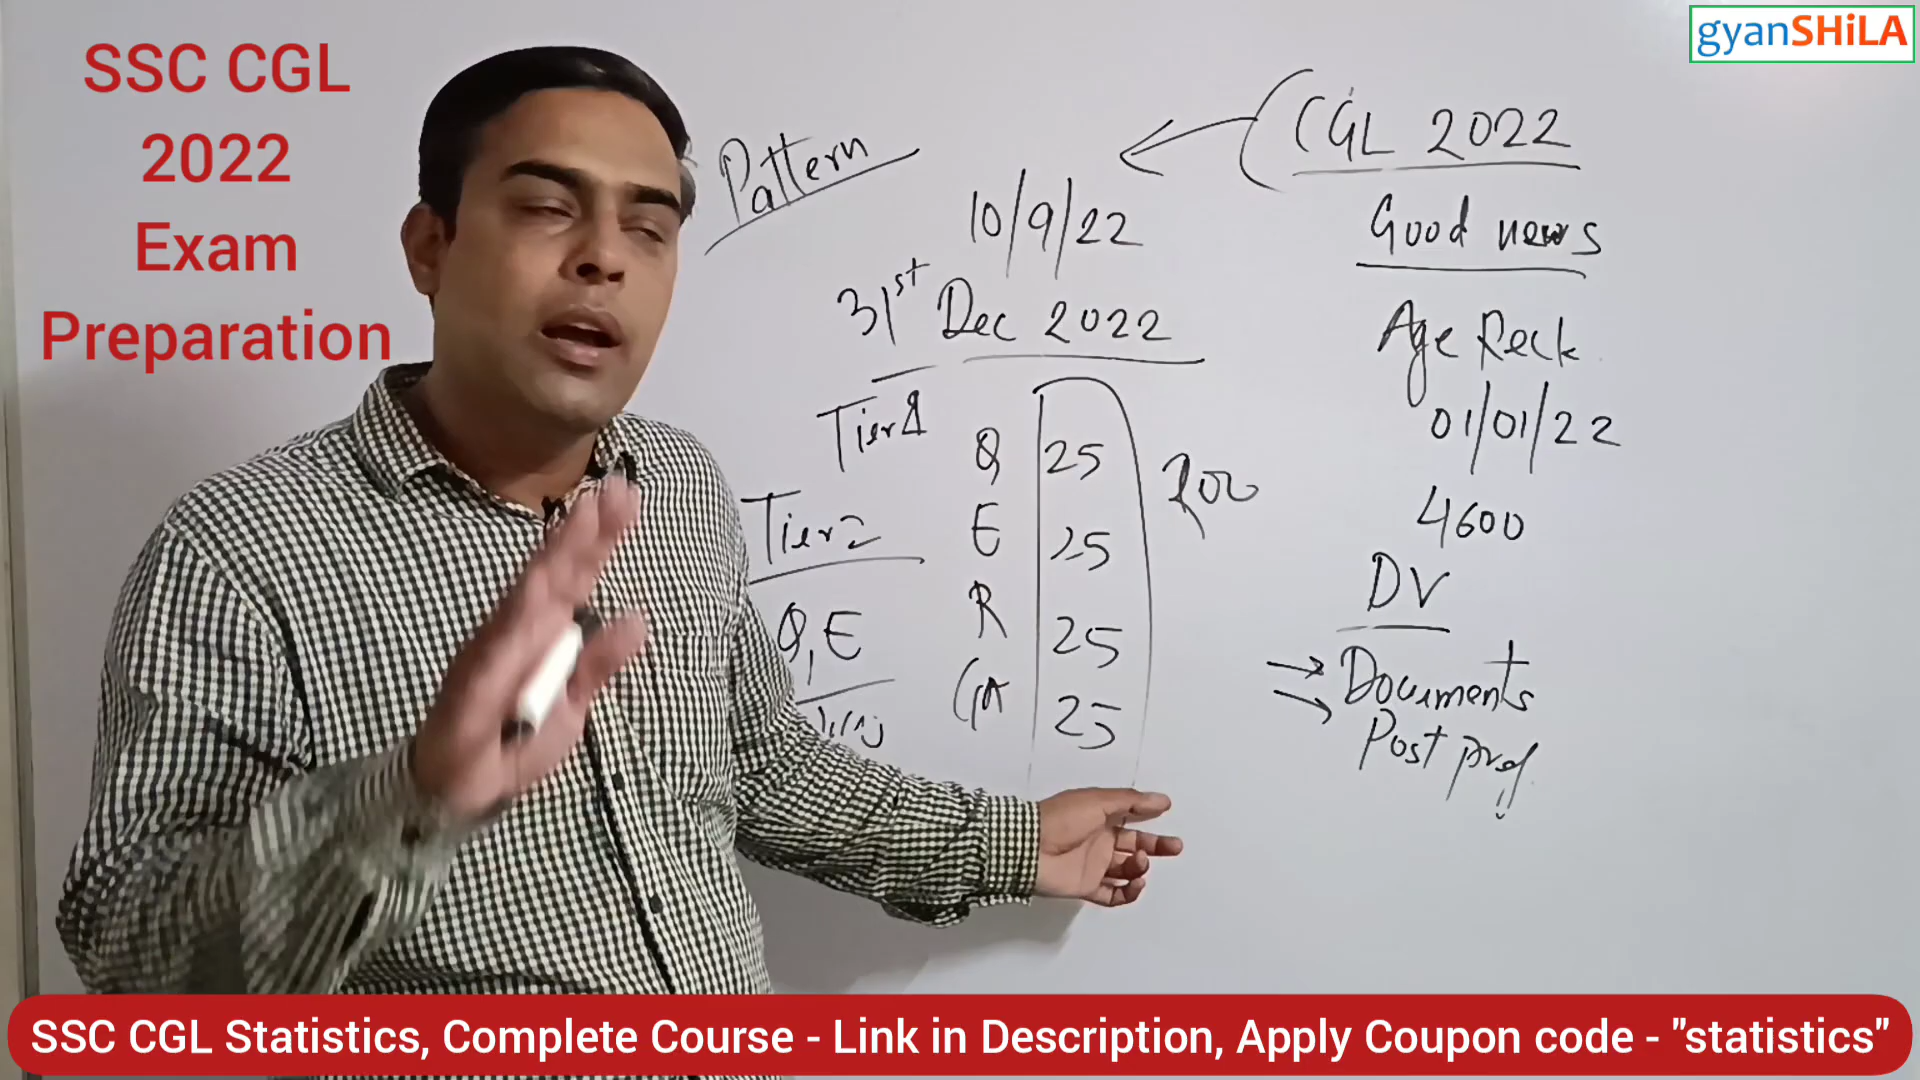 gyanSHiLA
SSC CGL
2022
Exam
Preparation
Pattern
CGL 2022
10/9/22
Good news
31st Dec 2022
Age Reck
01/01/22
Tier 1
Q 25
E 25
R 25
GA 25
200
Tier 2
Q, E
4600
DV
Documents
Post pref
SSC CGL Statistics, Complete Course - Link in Description, Apply Coupon code - "statistics"